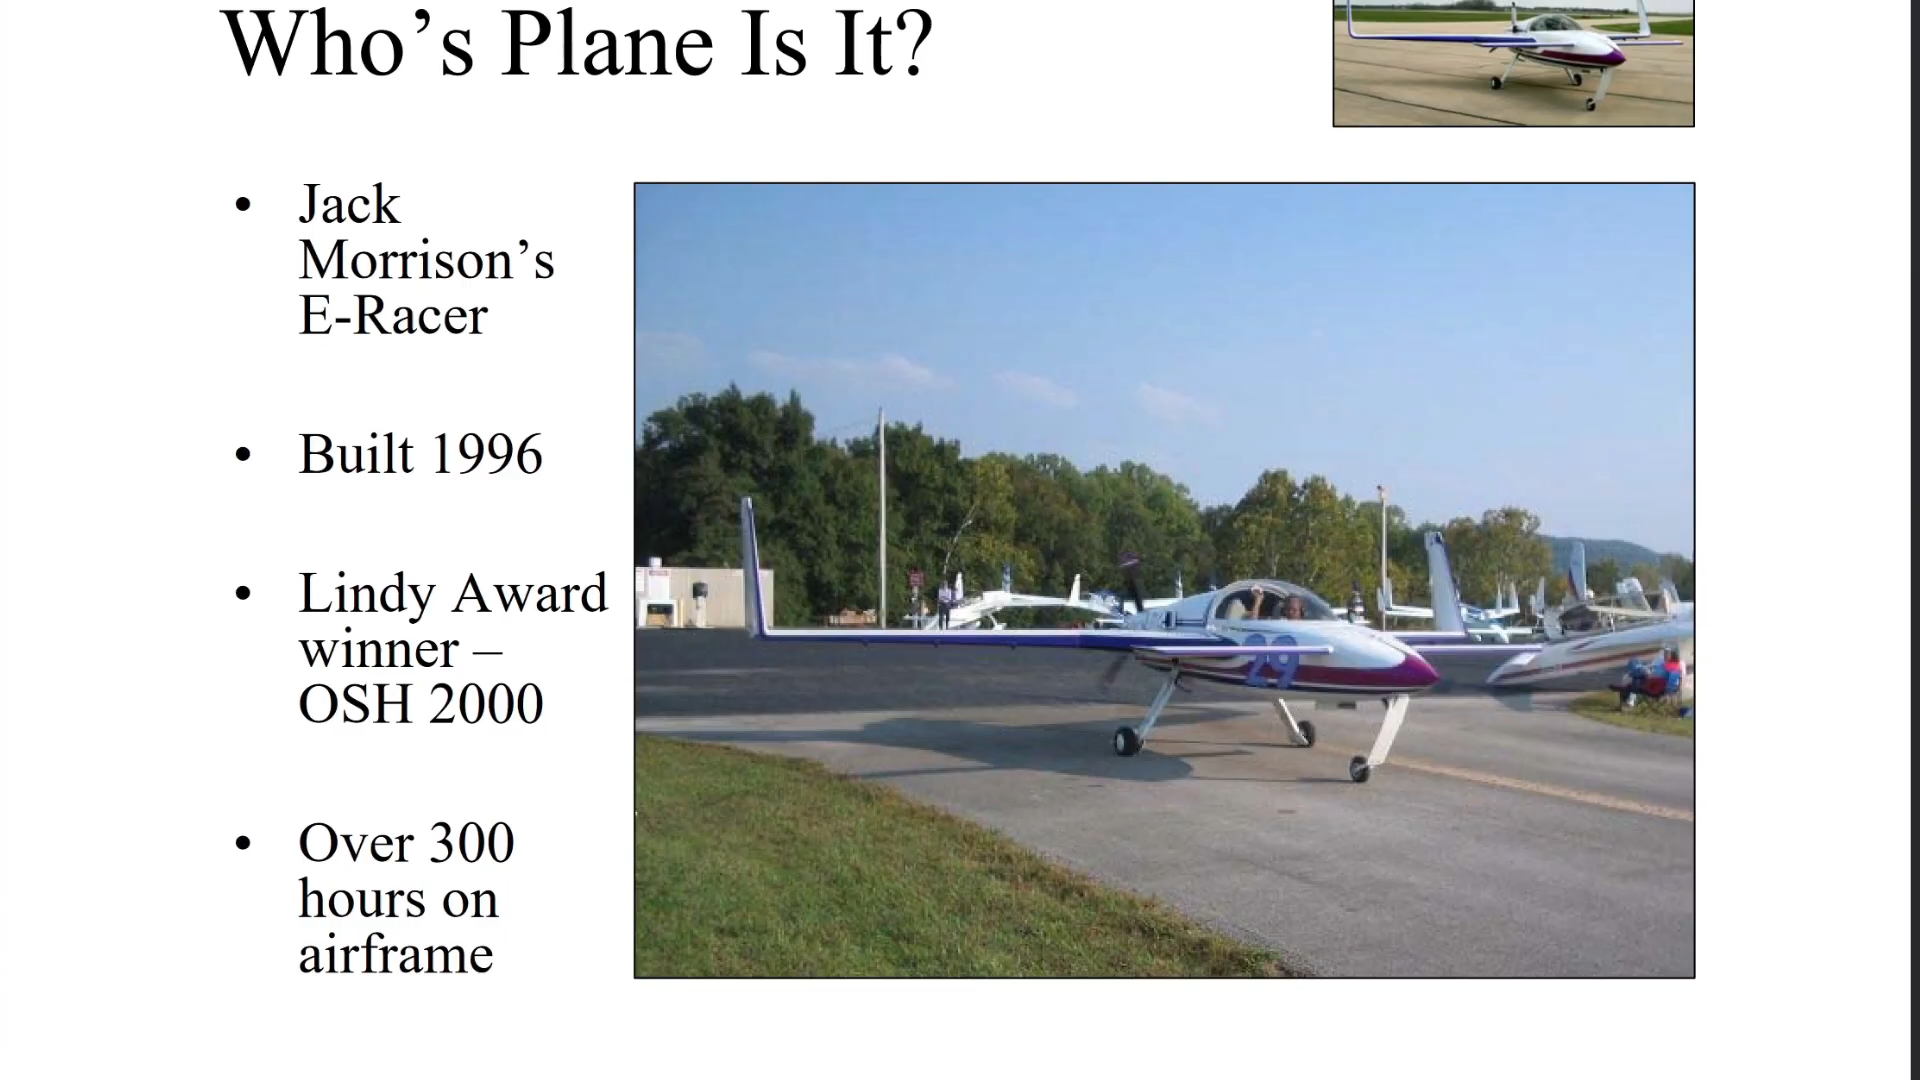 Who’s Plane Is It?
• Jack
Morrison’s
E-Racer
• Built 1996
• Lindy Award
winner –
OSH 2000
• Over 300
hours on
airframe
29